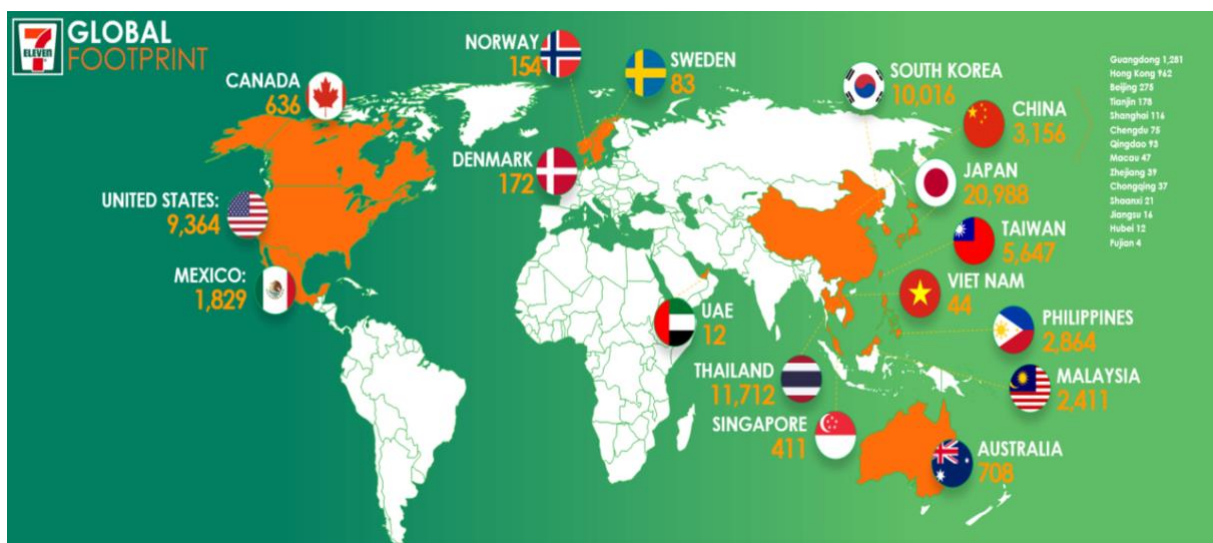 7
ELEVEN
GLOBAL
FOOTPRINT
CANADA
636
UNITED STATES:
9,364
MEXICO:
1,829
NORWAY
154
SWEDEN
83
DENMARK
172
UAE
12
THAILAND
11,712
SINGAPORE
411
SOUTH KOREA
10,016
CHINA
3,156
JAPAN
20,988
TAIWAN
5,647
VIET NAM
44
PHILIPPINES
2,864
MALAYSIA
2,411
AUSTRALIA
708
Guangdong 1,281
Hong Kong 962
Beijing 275
Tianjin 178
Shanghai 116
Chengdu 75
Qingdao 93
Macau 47
Zhejiang 39
Chongqing 37
Shaanxi 21
Jiangsu 16
Hubei 12
Fujian 4